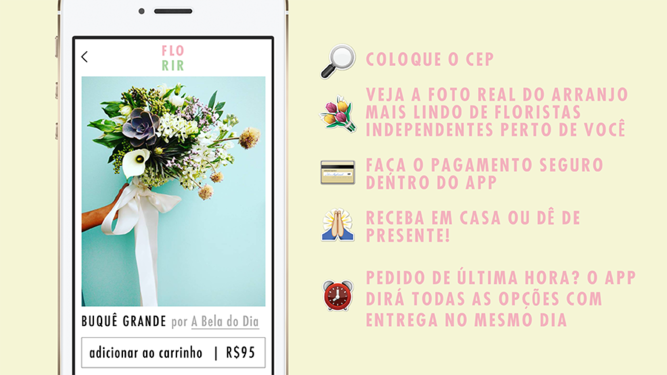 FLO
RIR
BUQUÊ GRANDE por A Bela do Dia
adicionar ao carrinho | R$95
COLOQUE O CEP
VEJA A FOTO REAL DO ARRANJO
MAIS LINDO DE FLORISTAS
INDEPENDENTES PERTO DE VOCÊ
FAÇA O PAGAMENTO SEGURO
DENTRO DO APP
RECEBA EM CASA OU DÊ DE
PRESENTE!
PEDIDO DE ÚLTIMA HORA? O APP
DIRÁ TODAS AS OPÇÕES COM
ENTREGA NO MESMO DIA